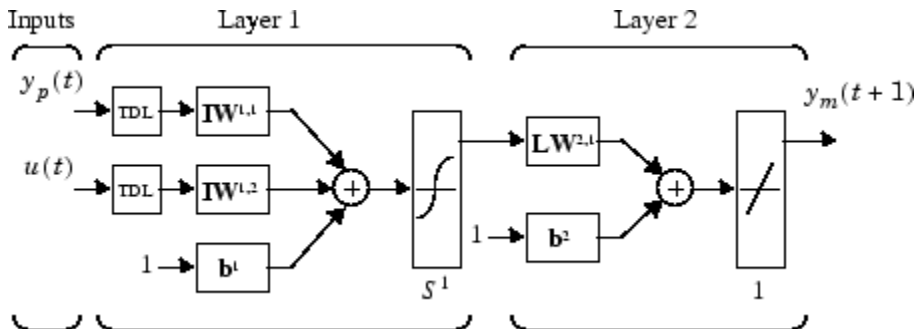 Inputs Layer 1 Layer 2
y_p(t) TDL IW^{1,1} y_m(t+1)
LW^{2,1}
u(t) TDL IW^{1,2}
1 b^1 1 b^2
S^1 1